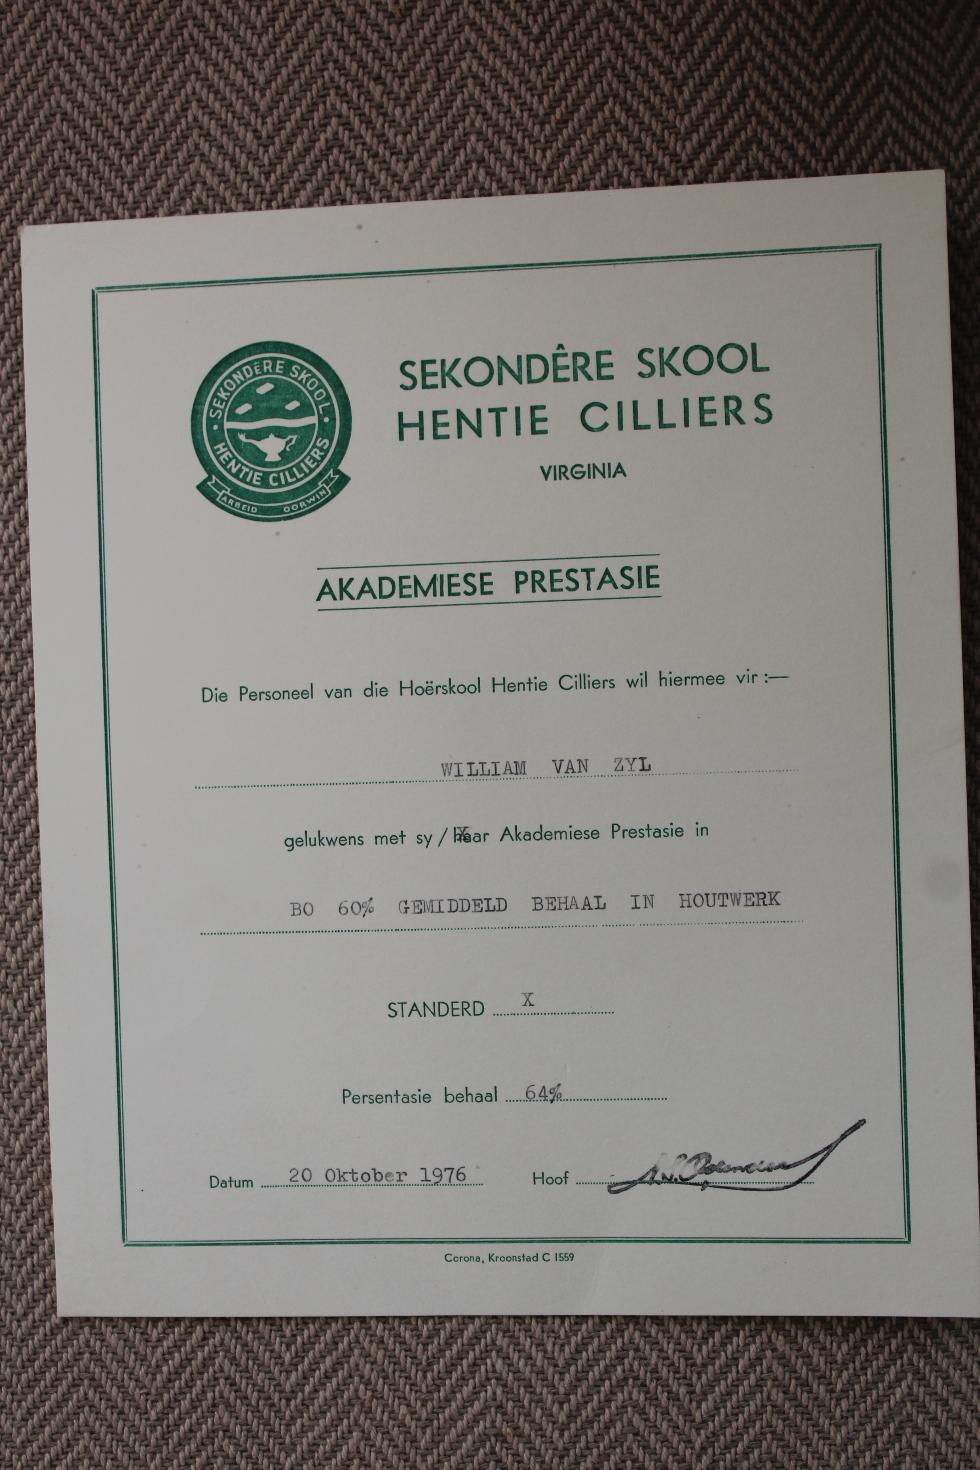 SEKONDÊRE SKOOL
HENTIE CILLIERS
VIRGINIA
SEKONDÊRE SKOOL
HENTIE CILLIERS
ARBEID OORWIN
AKADEMIESE PRESTASIE
Die Personeel van die Hoërskool Hentie Cilliers wil hiermee vir :—
WILLIAM VAN ZYL
gelukwens met sy / haar Akademiese Prestasie in
BO 60% GEMIDDELD BEHAAL IN HOUTWERK
STANDERD X
Persentasie behaal 64%
Datum 20 Oktober 1976 Hoof
Corona, Kroonstad C 1559